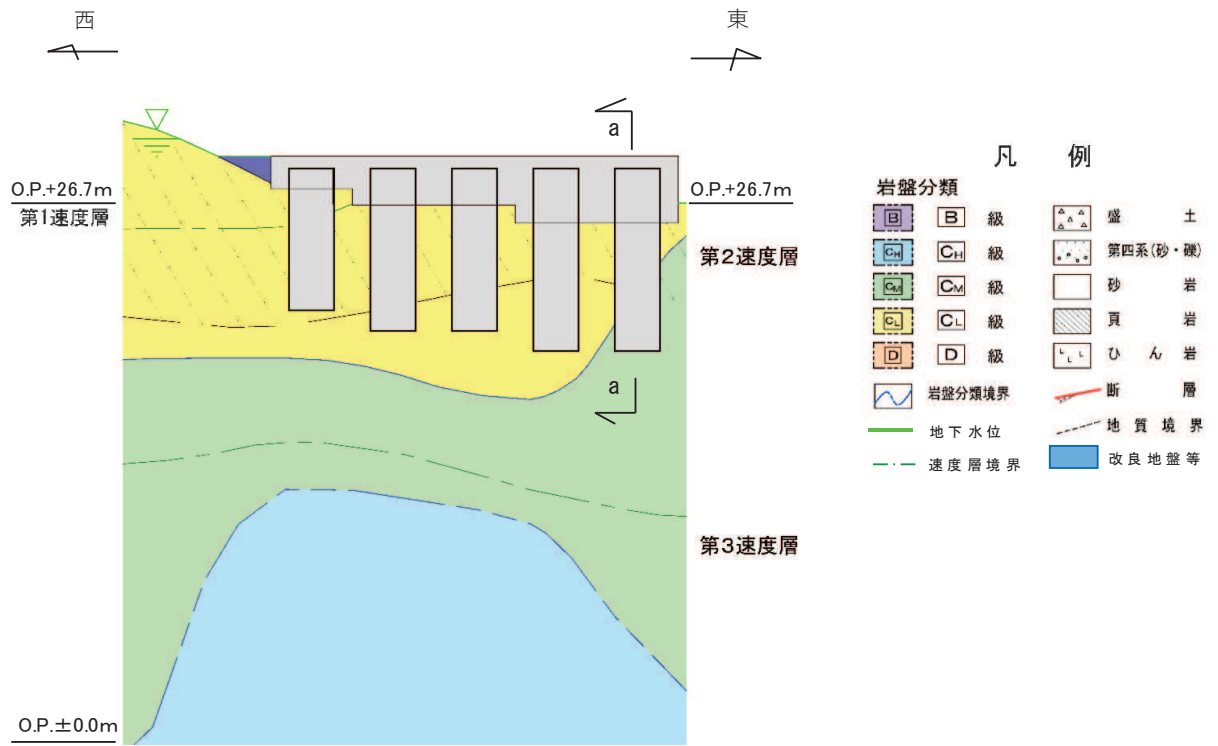 西
東
a
O.P.+26.7m
第1速度層
O.P.+26.7m
第2速度層
a
第3速度層
O.P.±0.0m
凡 例
岩盤分類
B B 級
CH CH 級
CM CM 級
CL CL 級
D D 級
岩盤分類境界
地下水位
速度層境界
盛土
第四系(砂・礫)
砂岩
頁岩
ひん岩
断層
地質境界
改良地盤等